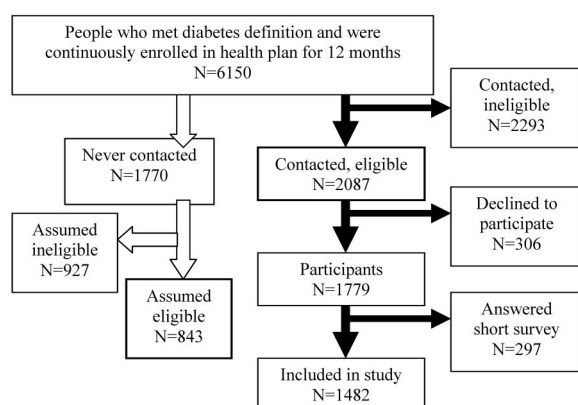 People who met diabetes definition and were
continuously enrolled in health plan for 12 months
N=6150
Contacted,
ineligible
N=2293
Never contacted
N=1770
Contacted, eligible
N=2087
Assumed
ineligible
N=927
Declined to
participate
N=306
Assumed
eligible
N=843
Participants
N=1779
Answered
short survey
N=297
Included in study
N=1482